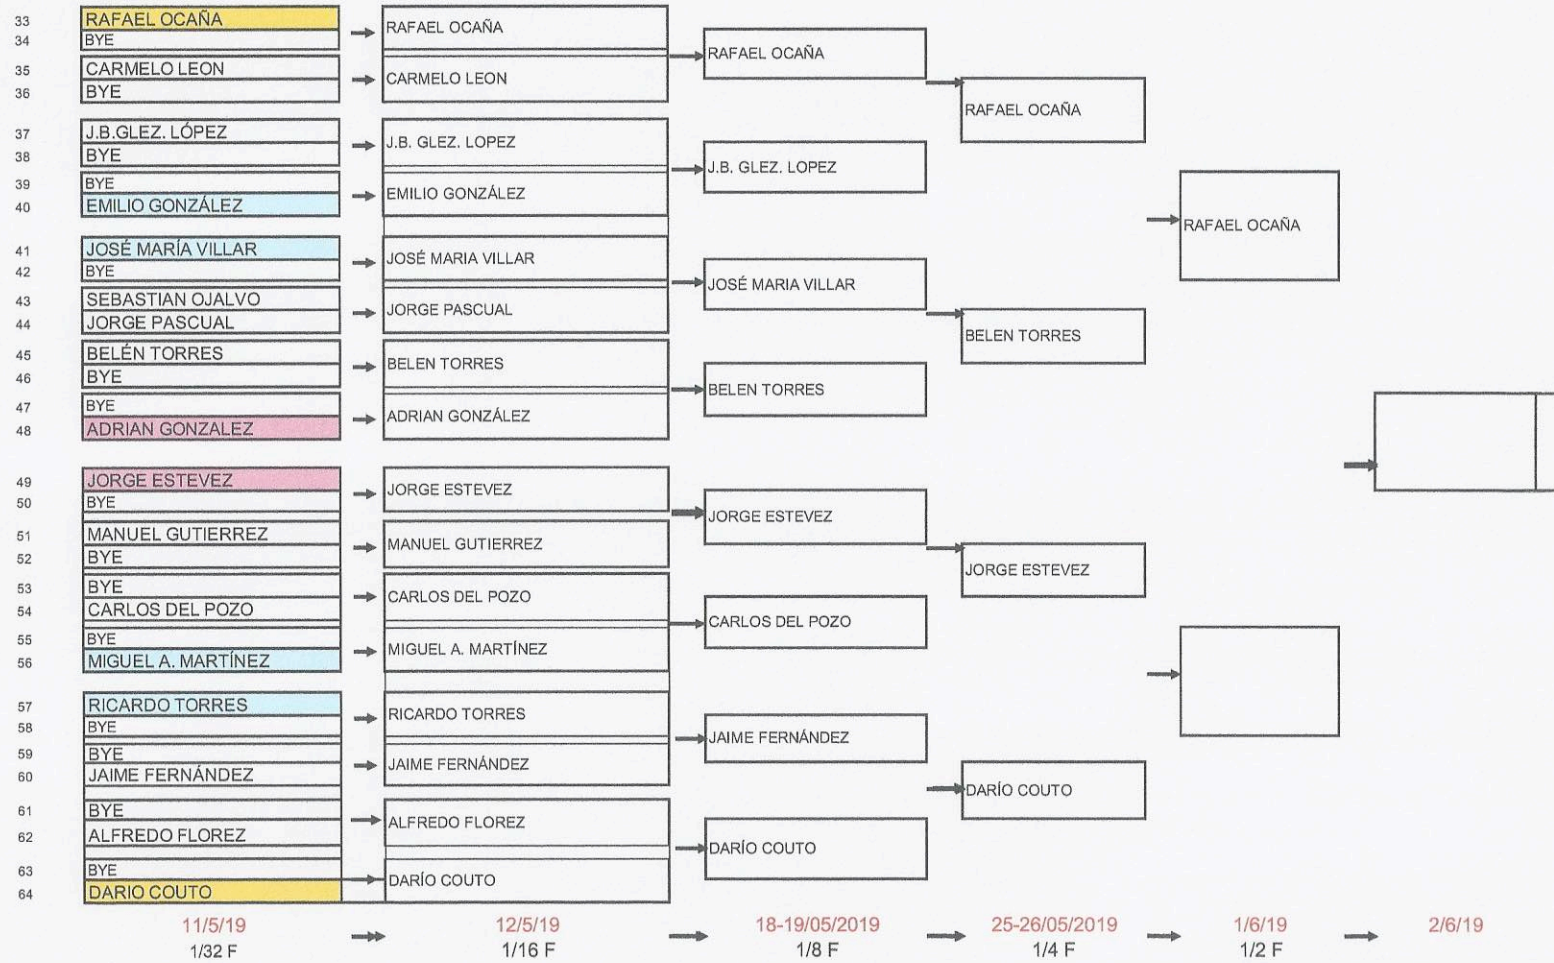 33 RAFAEL OCAÑA
34 BYE
35 CARMELO LEON
36 BYE
37 J.B.GLEZ. LÓPEZ
38 BYE
39 BYE
40 EMILIO GONZÁLEZ
41 JOSÉ MARÍA VILLAR
42 BYE
43 SEBASTIAN OJALVO
44 JORGE PASCUAL
45 BELÉN TORRES
46 BYE
47 BYE
48 ADRIAN GONZALEZ
49 JORGE ESTEVEZ
50 BYE
51 MANUEL GUTIERREZ
52 BYE
53 BYE
54 CARLOS DEL POZO
55 BYE
56 MIGUEL A. MARTÍNEZ
57 RICARDO TORRES
58 BYE
59 BYE
60 JAIME FERNÁNDEZ
61 BYE
62 ALFREDO FLOREZ
63 BYE
64 DARIO COUTO
RAFAEL OCAÑA
CARMELO LEON
J.B. GLEZ. LOPEZ
EMILIO GONZÁLEZ
JOSÉ MARIA VILLAR
JORGE PASCUAL
BELEN TORRES
ADRIAN GONZÁLEZ
JORGE ESTEVEZ
MANUEL GUTIERREZ
CARLOS DEL POZO
MIGUEL A. MARTÍNEZ
RICARDO TORRES
JAIME FERNÁNDEZ
ALFREDO FLOREZ
DARÍO COUTO
RAFAEL OCAÑA
J.B. GLEZ. LOPEZ
JOSÉ MARIA VILLAR
BELEN TORRES
JORGE ESTEVEZ
CARLOS DEL POZO
JAIME FERNÁNDEZ
DARÍO COUTO
RAFAEL OCAÑA
BELEN TORRES
JORGE ESTEVEZ
DARÍO COUTO
RAFAEL OCAÑA
11/5/19 12/5/19 18-19/05/2019 25-26/05/2019 1/6/19 2/6/19
1/32 F 1/16 F 1/8 F 1/4 F 1/2 F